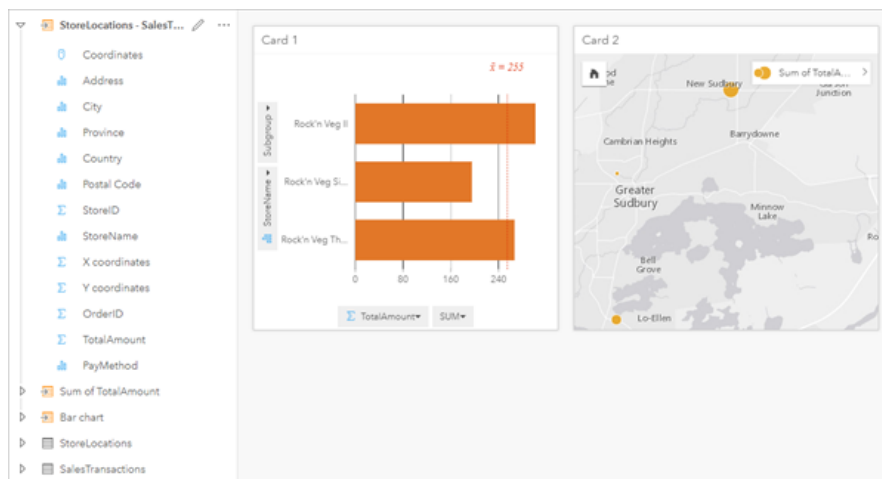 StoreLocations - SalesT...
Coordinates
Address
City
Province
Country
Postal Code
StoreID
StoreName
X coordinates
Y coordinates
OrderID
TotalAmount
PayMethod
Sum of TotalAmount
Bar chart
StoreLocations
SalesTransactions
Card 1
x̄ = 255
Subgroup
StoreName
Rock'n Veg II
Rock'n Veg Si...
Rock'n Veg Th...
0 80 160 240
Σ TotalAmount SUM
Card 2
Sum of TotalA...
New Sudbury
Junction
Cambrian Heights
Barrydowne
Greater
Sudbury
Minnow
Lake
Ro
Bell
Grove
Lo-Ellen